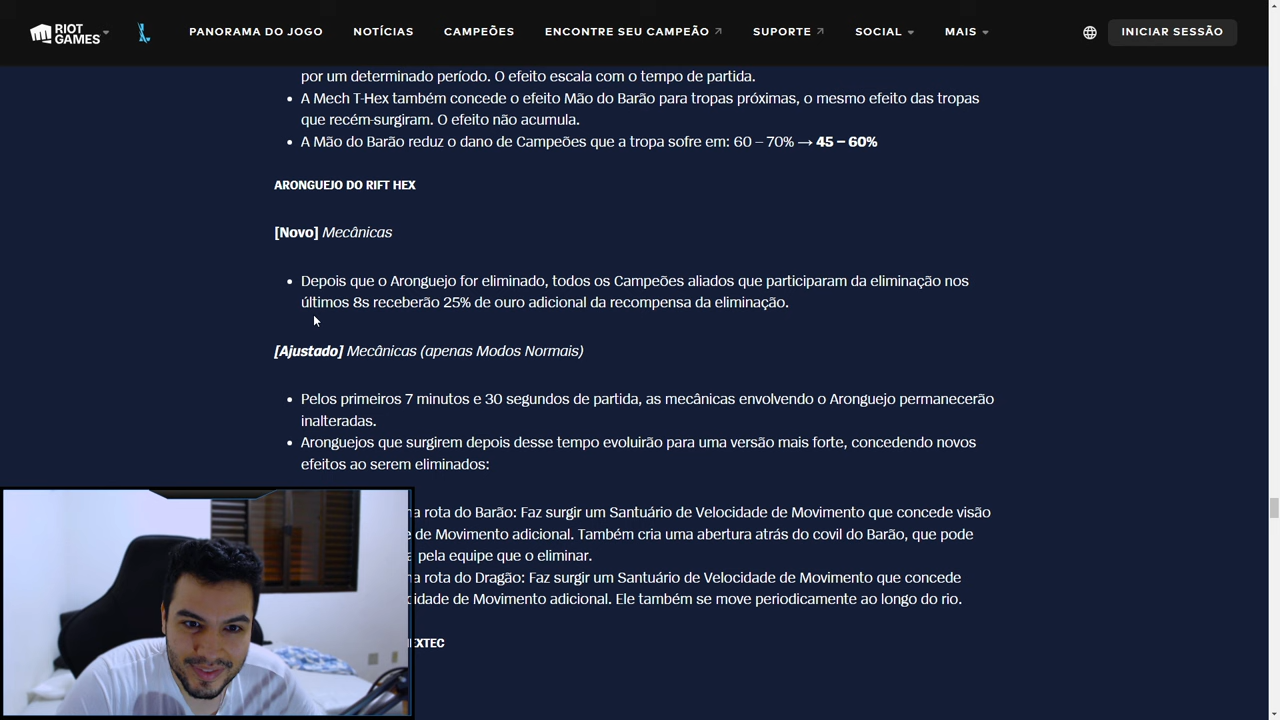 RIOT GAMES
PANORAMA DO JOGO NOTÍCIAS CAMPEÕES ENCONTRE SEU CAMPEÃO SUPORTE SOCIAL MAIS INICIAR SESSÃO
por um determinado período. O efeito escala com o tempo de partida.
A Mech T-Hex também concede o efeito Mão do Barão para tropas próximas, o mesmo efeito das tropas
que recém-surgiram. O efeito não acumula.
A Mão do Barão reduz o dano de Campeões que a tropa sofre em: 60 – 70% → 45 – 60%
ARONGUEJO DO RIFT HEX
[Novo] Mecânicas
Depois que o Aronguejo for eliminado, todos os Campeões aliados que participaram da eliminação nos
últimos 8s receberão 25% de ouro adicional da recompensa da eliminação.
[Ajustado] Mecânicas (apenas Modos Normais)
Pelos primeiros 7 minutos e 30 segundos de partida, as mecânicas envolvendo o Aronguejo permanecerão
inalteradas.
Aronguejos que surgirem depois desse tempo evoluirão para uma versão mais forte, concedendo novos
efeitos ao serem eliminados:
a rota do Barão: Faz surgir um Santuário de Velocidade de Movimento que concede visão
e de Movimento adicional. Também cria uma abertura atrás do covil do Barão, que pode
pela equipe que o eliminar.
a rota do Dragão: Faz surgir um Santuário de Velocidade de Movimento que concede
cidade de Movimento adicional. Ele também se move periodicamente ao longo do rio.
EXTEC